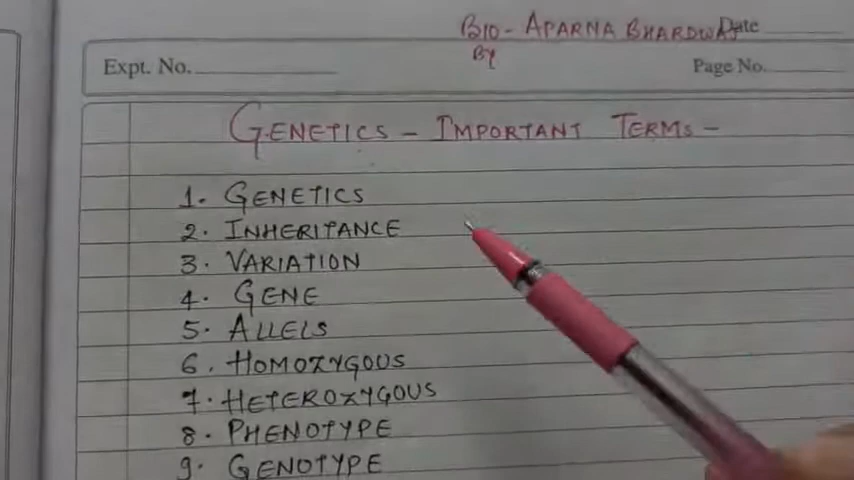 BIO - APARNA BHARDWAJ Date
BY
Expt. No. Page No.
GENETICS - IMPORTANT TERMS -
1. GENETICS
2. INHERITANCE
3. VARIATION
4. GENE
5. ALLELS
6. HOMOZYGOUS
7. HETEROZYGOUS
8. PHENOTYPE
9. GENOTYPE